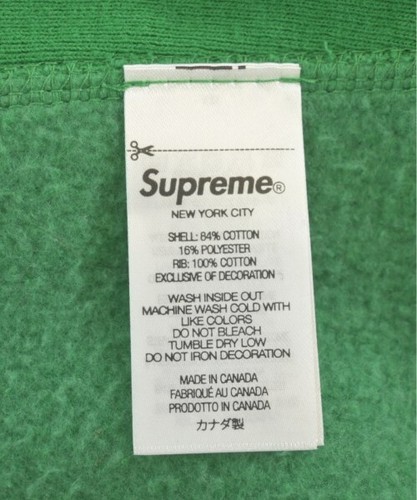 Supreme®
NEW YORK CITY
SHELL: 84% COTTON
16% POLYESTER
RIB: 100% COTTON
EXCLUSIVE OF DECORATION
WASH INSIDE OUT
MACHINE WASH COLD WITH
LIKE COLORS
DO NOT BLEACH
TUMBLE DRY LOW
DO NOT IRON DECORATION
MADE IN CANADA
FABRIQUÉ AU CANADA
PRODOTTO IN CANADA
カナダ製